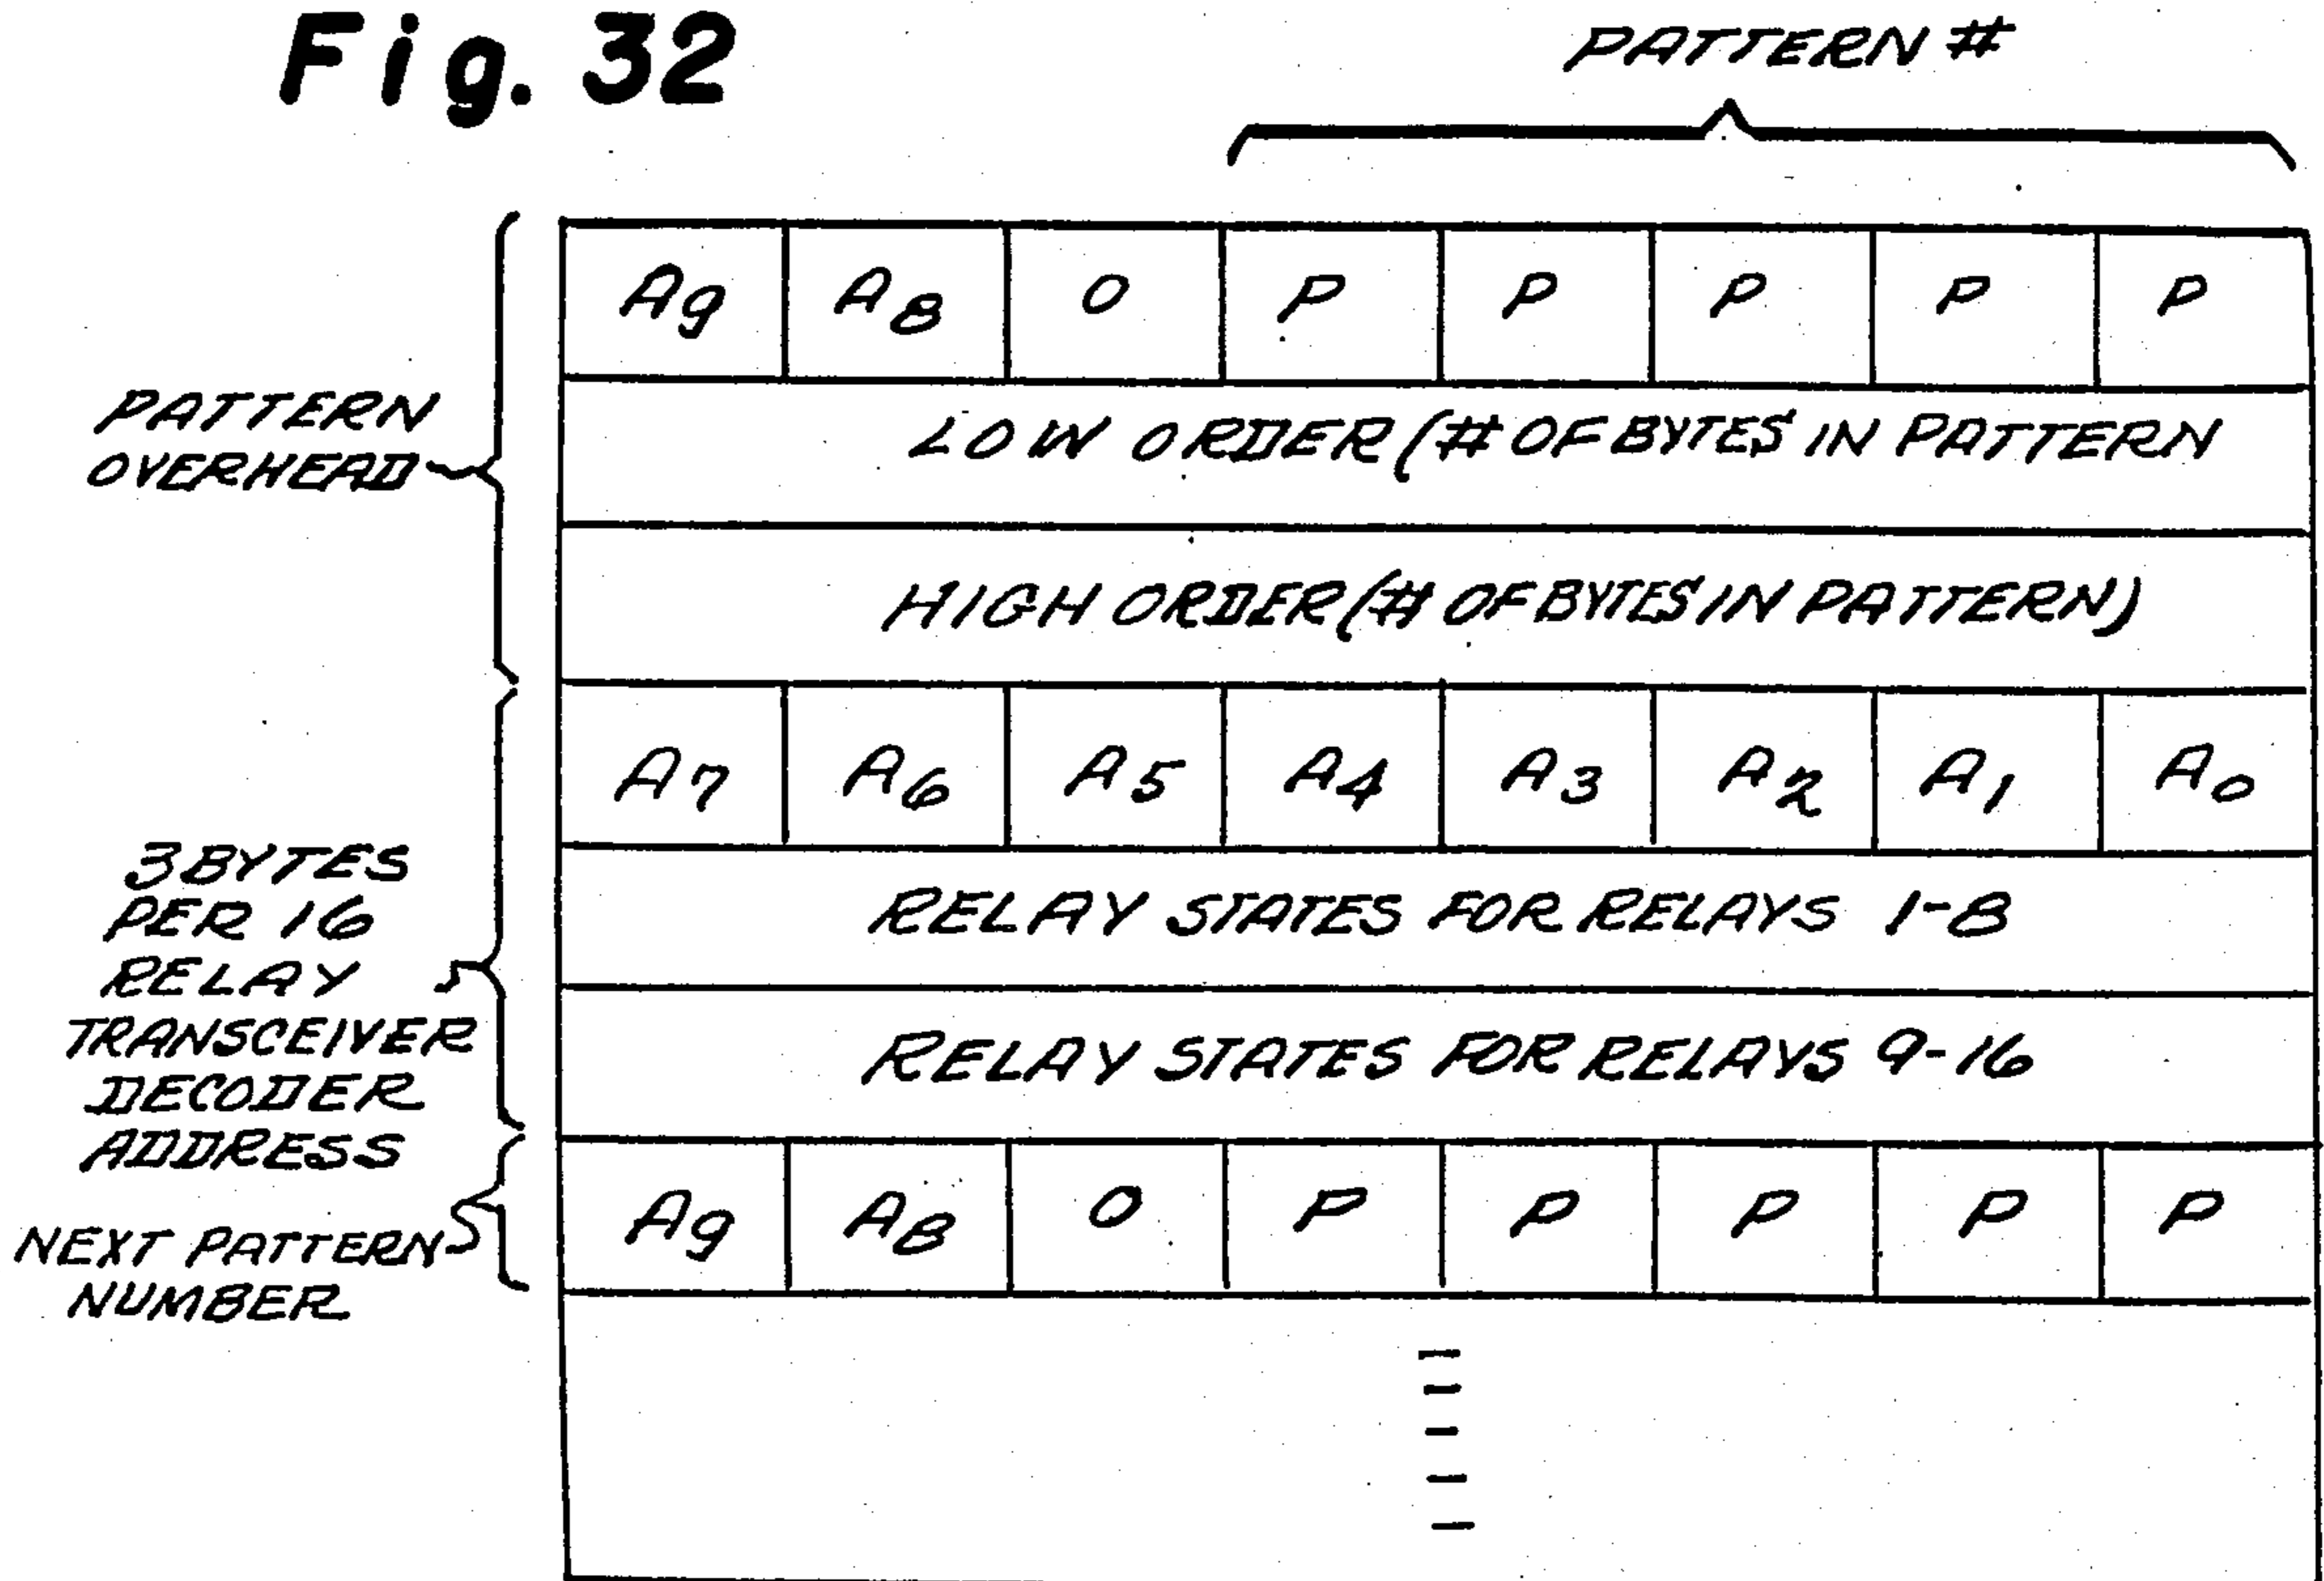 Fig. 32
PATTERN #
A9 A8 0 P P P P P
LOW ORDER (# OF BYTES IN PATTERN
PATTERN
OVERHEAD
HIGH ORDER (# OF BYTES IN PATTERN)
A7 A6 A5 A4 A3 A2 A1 A0
3 BYTES
PER 16
RELAY
TRANSCEIVER
DECODER
ADDRESS
RELAY STATES FOR RELAYS 1-8
RELAY STATES FOR RELAYS 9-16
A9 A8 0 P P P P P
NEXT PATTERN
NUMBER